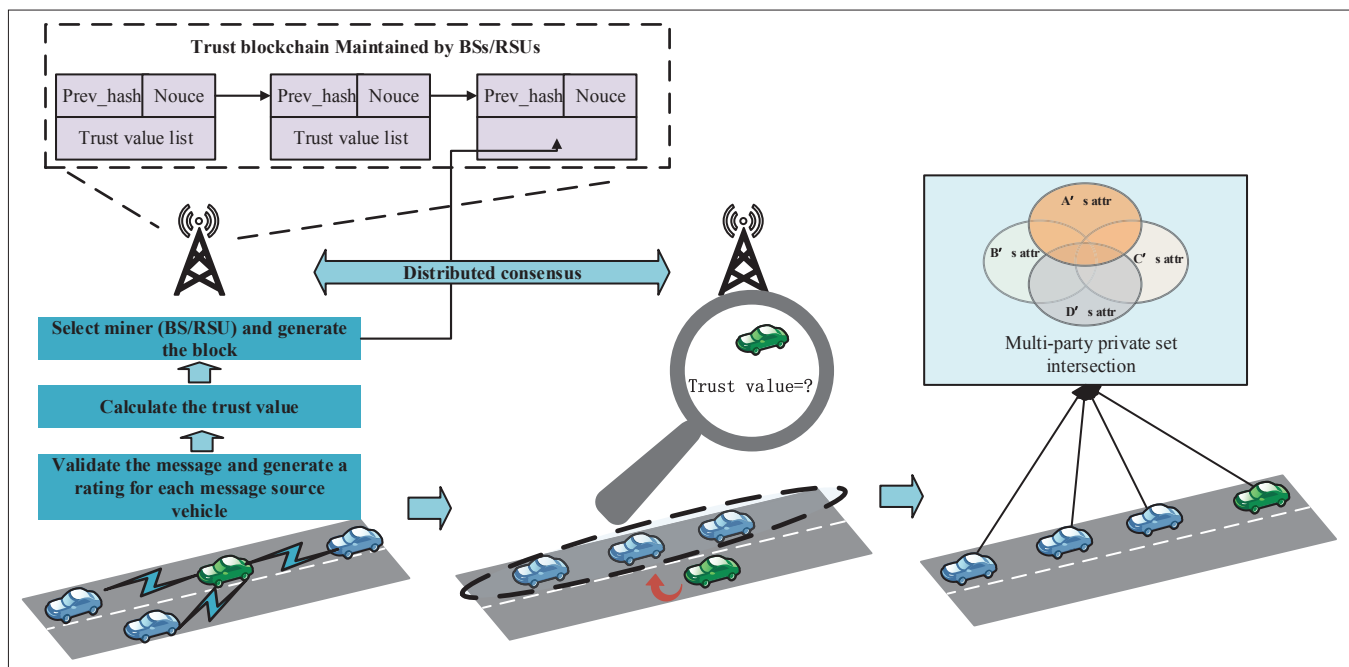 Trust blockchain Maintained by BSs/RSUs
Prev_hash Nouce
Trust value list
Prev_hash Nouce
Trust value list
Prev_hash Nouce
Distributed consensus
Select miner (BS/RSU) and generate
the block
Calculate the trust value
Validate the message and generate a
rating for each message source
vehicle
Trust value=?
A′ s attr
B′ s attr
C′ s attr
D′ s attr
Multi-party private set
intersection